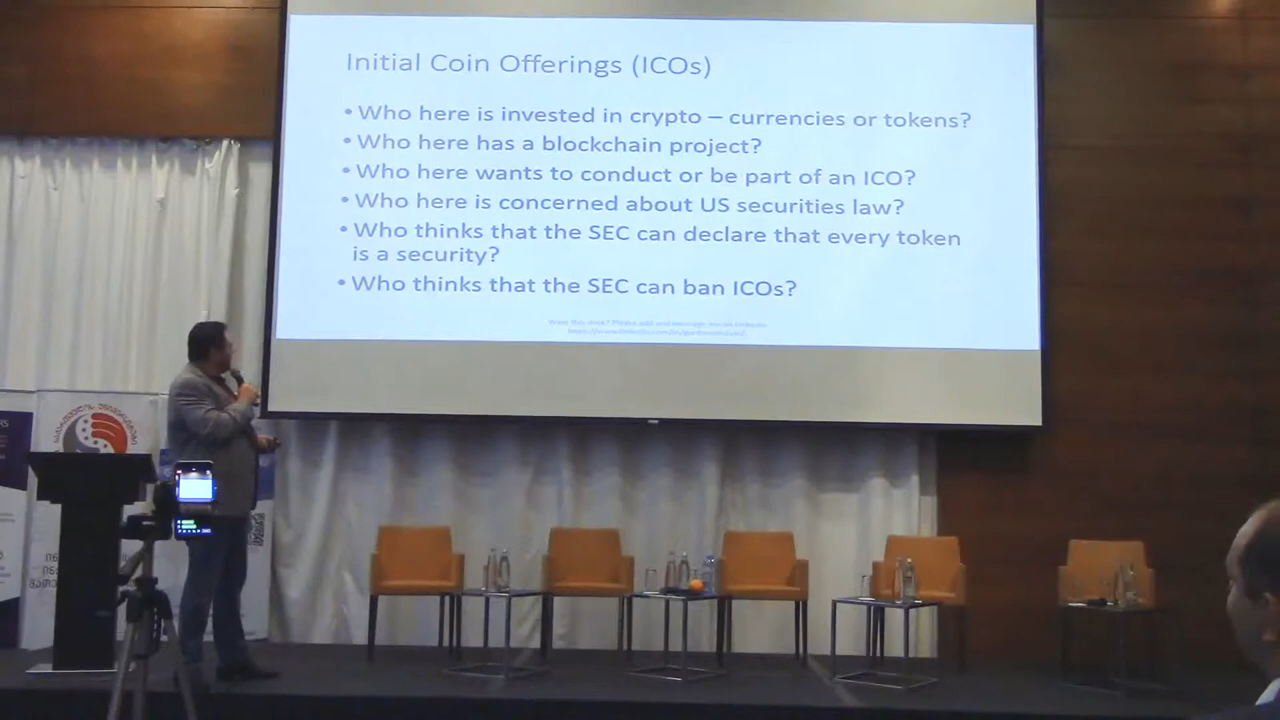 Initial Coin Offerings (ICOs)
• Who here is invested in crypto – currencies or tokens?
• Who here has a blockchain project?
• Who here wants to conduct or be part of an ICO?
• Who here is concerned about US securities law?
• Who thinks that the SEC can declare that every token
is a security?
• Who thinks that the SEC can ban ICOs?